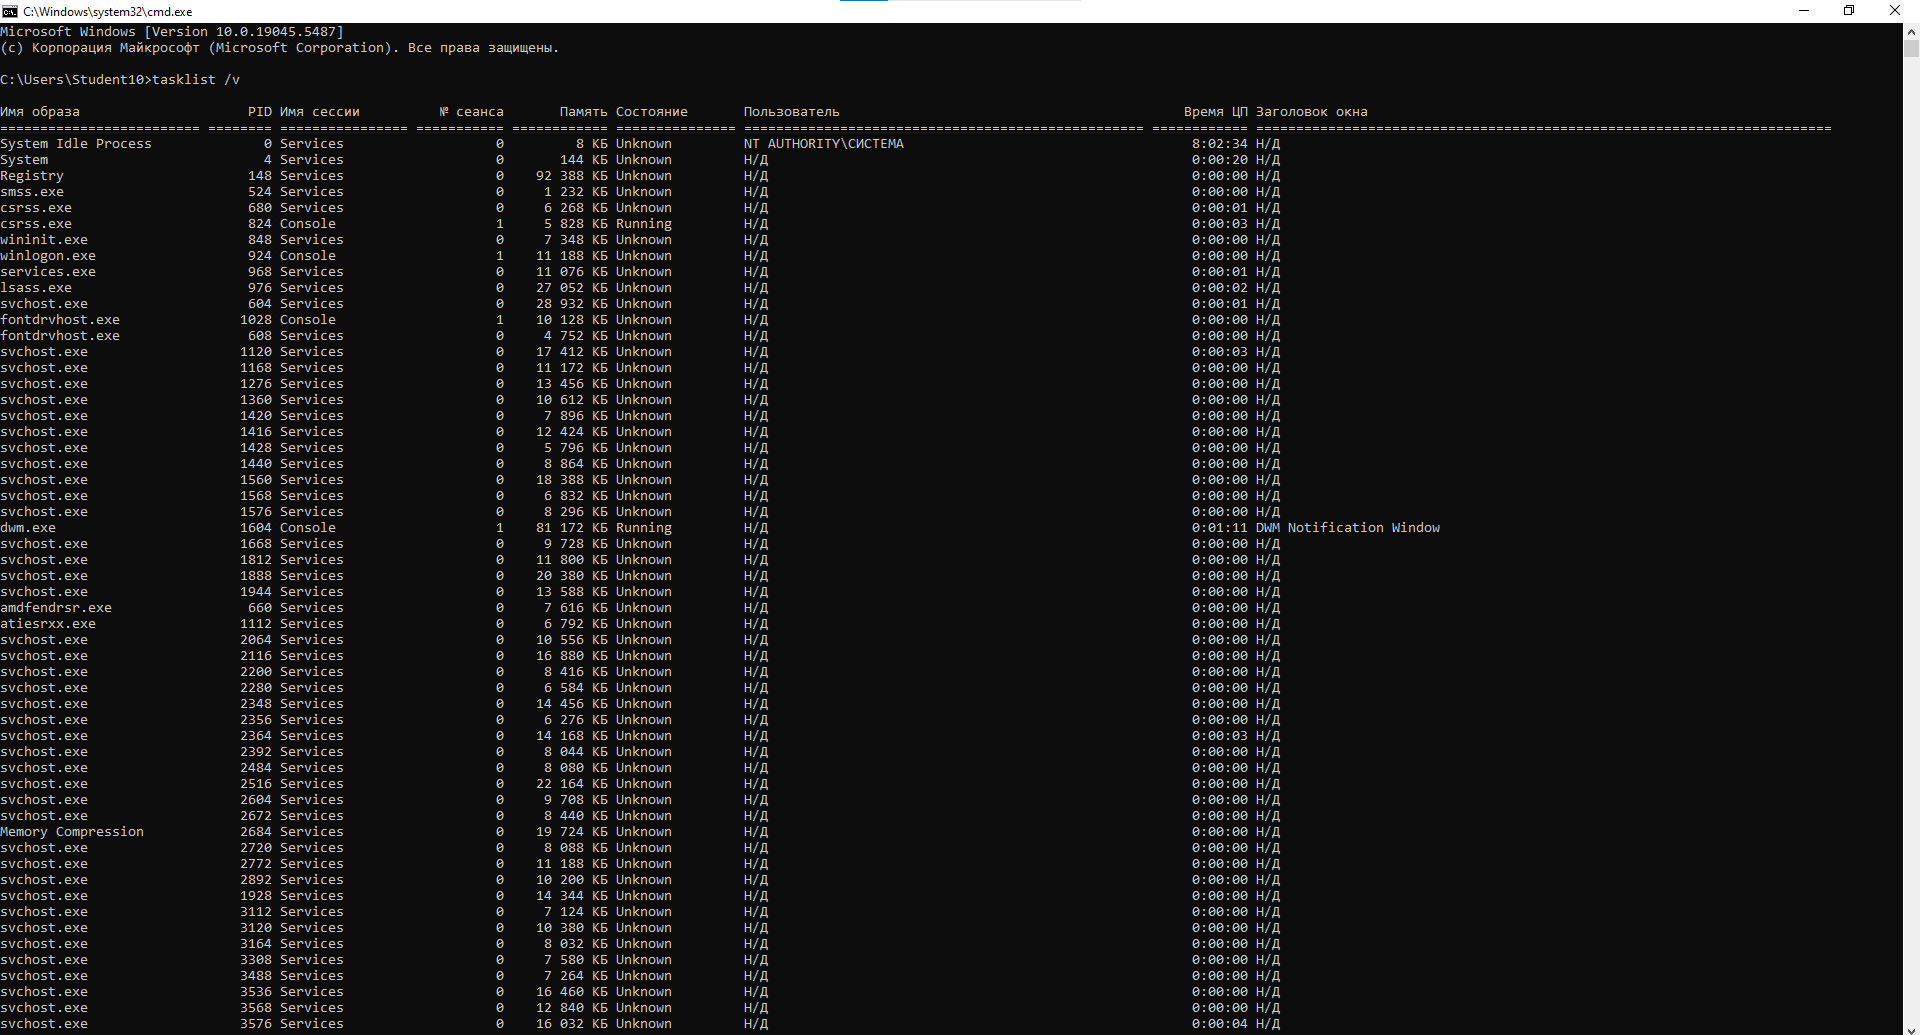 C:\Windows\system32\cmd.exe
Microsoft Windows [Version 10.0.19045.5487]
(c) Корпорация Майкрософт (Microsoft Corporation). Все права защищены.
C:\Users\Student10>tasklist /v
Имя образа PID Имя сессии № сеанса Память Состояние Пользователь Время ЦП Заголовок окна
========================= ======== ================ =========== ============ =============== ================================================== ============ ========================================================================
System Idle Process 0 Services 0 8 КБ Unknown NT AUTHORITY\СИСТЕМА 8:02:34 Н/Д
System 4 Services 0 144 КБ Unknown Н/Д 0:00:20 Н/Д
Registry 148 Services 0 92 388 КБ Unknown Н/Д 0:00:00 Н/Д
smss.exe 524 Services 0 1 232 КБ Unknown Н/Д 0:00:00 Н/Д
csrss.exe 680 Services 0 6 268 КБ Unknown Н/Д 0:00:01 Н/Д
csrss.exe 824 Console 1 5 828 КБ Running Н/Д 0:00:03 Н/Д
wininit.exe 848 Services 0 7 348 КБ Unknown Н/Д 0:00:00 Н/Д
winlogon.exe 924 Console 1 11 188 КБ Unknown Н/Д 0:00:00 Н/Д
services.exe 968 Services 0 11 076 КБ Unknown Н/Д 0:00:01 Н/Д
lsass.exe 976 Services 0 27 052 КБ Unknown Н/Д 0:00:02 Н/Д
svchost.exe 604 Services 0 28 932 КБ Unknown Н/Д 0:00:01 Н/Д
fontdrvhost.exe 1028 Console 1 10 128 КБ Unknown Н/Д 0:00:00 Н/Д
fontdrvhost.exe 608 Services 0 4 752 КБ Unknown Н/Д 0:00:00 Н/Д
svchost.exe 1120 Services 0 17 412 КБ Unknown Н/Д 0:00:03 Н/Д
svchost.exe 1168 Services 0 11 172 КБ Unknown Н/Д 0:00:00 Н/Д
svchost.exe 1276 Services 0 13 456 КБ Unknown Н/Д 0:00:00 Н/Д
svchost.exe 1360 Services 0 10 612 КБ Unknown Н/Д 0:00:00 Н/Д
svchost.exe 1420 Services 0 7 896 КБ Unknown Н/Д 0:00:00 Н/Д
svchost.exe 1416 Services 0 12 424 КБ Unknown Н/Д 0:00:00 Н/Д
svchost.exe 1428 Services 0 5 796 КБ Unknown Н/Д 0:00:00 Н/Д
svchost.exe 1440 Services 0 8 864 КБ Unknown Н/Д 0:00:00 Н/Д
svchost.exe 1560 Services 0 18 388 КБ Unknown Н/Д 0:00:00 Н/Д
svchost.exe 1568 Services 0 6 832 КБ Unknown Н/Д 0:00:00 Н/Д
svchost.exe 1576 Services 0 8 296 КБ Unknown Н/Д 0:00:00 Н/Д
dwm.exe 1604 Console 1 81 172 КБ Running Н/Д 0:01:11 DWM Notification Window
svchost.exe 1668 Services 0 9 728 КБ Unknown Н/Д 0:00:00 Н/Д
svchost.exe 1812 Services 0 11 800 КБ Unknown Н/Д 0:00:00 Н/Д
svchost.exe 1888 Services 0 20 380 КБ Unknown Н/Д 0:00:00 Н/Д
svchost.exe 1944 Services 0 13 588 КБ Unknown Н/Д 0:00:00 Н/Д
amdfendrsr.exe 660 Services 0 7 616 КБ Unknown Н/Д 0:00:00 Н/Д
atiesrxx.exe 1112 Services 0 6 792 КБ Unknown Н/Д 0:00:00 Н/Д
svchost.exe 2064 Services 0 10 556 КБ Unknown Н/Д 0:00:00 Н/Д
svchost.exe 2116 Services 0 16 880 КБ Unknown Н/Д 0:00:00 Н/Д
svchost.exe 2200 Services 0 8 416 КБ Unknown Н/Д 0:00:00 Н/Д
svchost.exe 2280 Services 0 6 584 КБ Unknown Н/Д 0:00:00 Н/Д
svchost.exe 2348 Services 0 14 456 КБ Unknown Н/Д 0:00:00 Н/Д
svchost.exe 2356 Services 0 6 276 КБ Unknown Н/Д 0:00:00 Н/Д
svchost.exe 2364 Services 0 14 168 КБ Unknown Н/Д 0:00:03 Н/Д
svchost.exe 2392 Services 0 8 044 КБ Unknown Н/Д 0:00:00 Н/Д
svchost.exe 2484 Services 0 8 080 КБ Unknown Н/Д 0:00:00 Н/Д
svchost.exe 2516 Services 0 22 164 КБ Unknown Н/Д 0:00:00 Н/Д
svchost.exe 2604 Services 0 9 708 КБ Unknown Н/Д 0:00:00 Н/Д
svchost.exe 2672 Services 0 8 440 КБ Unknown Н/Д 0:00:00 Н/Д
Memory Compression 2684 Services 0 19 724 КБ Unknown Н/Д 0:00:00 Н/Д
svchost.exe 2720 Services 0 8 088 КБ Unknown Н/Д 0:00:00 Н/Д
svchost.exe 2772 Services 0 11 188 КБ Unknown Н/Д 0:00:00 Н/Д
svchost.exe 2892 Services 0 10 200 КБ Unknown Н/Д 0:00:00 Н/Д
svchost.exe 1928 Services 0 14 344 КБ Unknown Н/Д 0:00:00 Н/Д
svchost.exe 3112 Services 0 7 124 КБ Unknown Н/Д 0:00:00 Н/Д
svchost.exe 3120 Services 0 10 380 КБ Unknown Н/Д 0:00:00 Н/Д
svchost.exe 3164 Services 0 8 032 КБ Unknown Н/Д 0:00:00 Н/Д
svchost.exe 3308 Services 0 7 580 КБ Unknown Н/Д 0:00:00 Н/Д
svchost.exe 3488 Services 0 7 264 КБ Unknown Н/Д 0:00:00 Н/Д
svchost.exe 3536 Services 0 16 460 КБ Unknown Н/Д 0:00:00 Н/Д
svchost.exe 3568 Services 0 12 840 КБ Unknown Н/Д 0:00:00 Н/Д
svchost.exe 3576 Services 0 16 032 КБ Unknown Н/Д 0:00:04 Н/Д